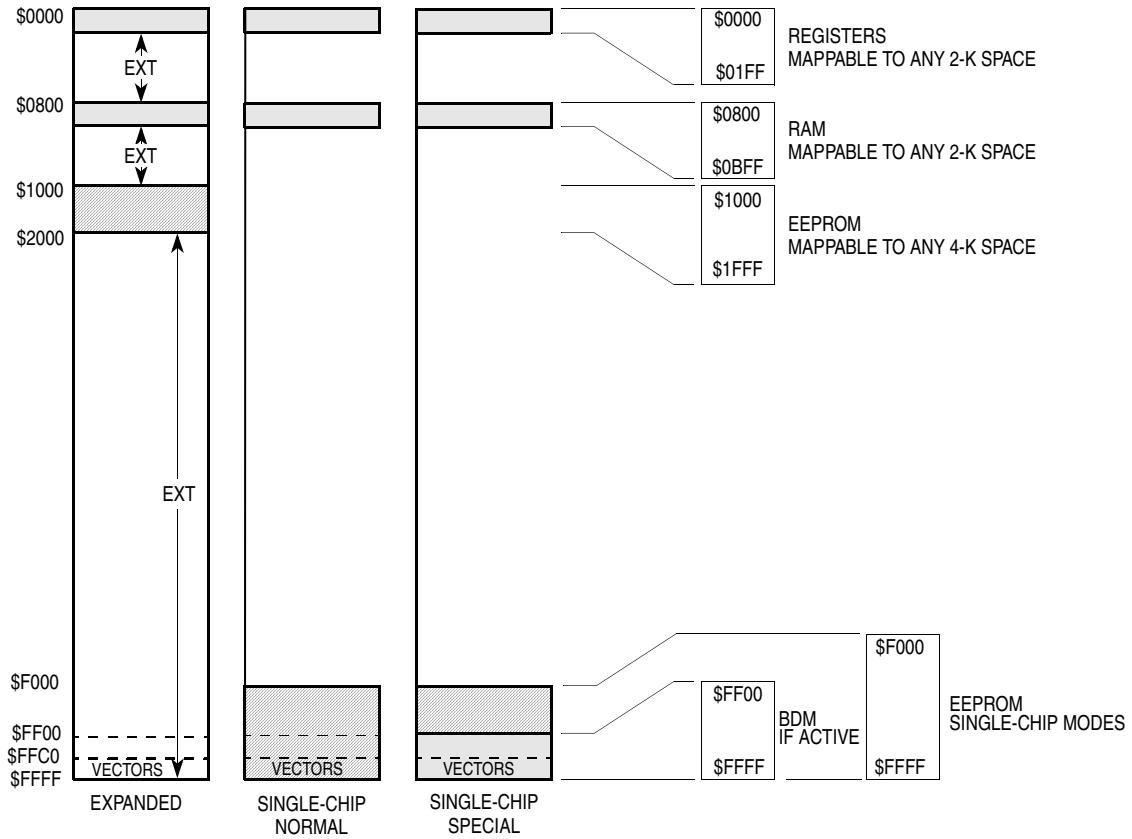 $0000
EXT
$0800
EXT
$1000
$2000
EXT
$F000
$FF00
$FFC0
$FFFF
VECTORS
VECTORS
VECTORS
EXPANDED
SINGLE-CHIP
NORMAL
SINGLE-CHIP
SPECIAL
$0000
$01FF
REGISTERS
MAPPABLE TO ANY 2-K SPACE
$0800
$0BFF
RAM
MAPPABLE TO ANY 2-K SPACE
$1000
$1FFF
EEPROM
MAPPABLE TO ANY 4-K SPACE
$FF00
$FFFF
BDM
IF ACTIVE
$F000
$FFFF
EEPROM
SINGLE-CHIP MODES